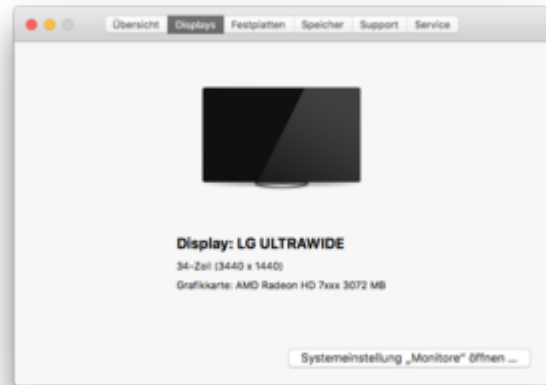 Übersicht Displays Festplatten Speicher Support Service
Display: LG ULTRAWIDE
34-Zoll (3440 x 1440)
Grafikkarte: AMD Radeon HD 7xxx 3072 MB
Systemeinstellung „Monitore“ öffnen ...